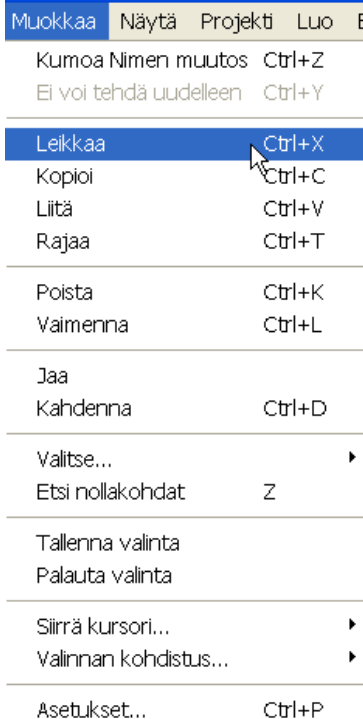 Muokkaa Näytä Projekti Luo
Kumoa Nimen muutos Ctrl+Z
Ei voi tehdä uudelleen Ctrl+Y
Leikkaa Ctrl+X
Kopioi Ctrl+C
Liitä Ctrl+V
Rajaa Ctrl+T
Poista Ctrl+K
Vaimenna Ctrl+L
Jaa
Kahdenna Ctrl+D
Valitse...
Etsi nollakohdat Z
Tallenna valinta
Palauta valinta
Siirrä kursori...
Valinnan kohdistus...
Asetukset... Ctrl+P